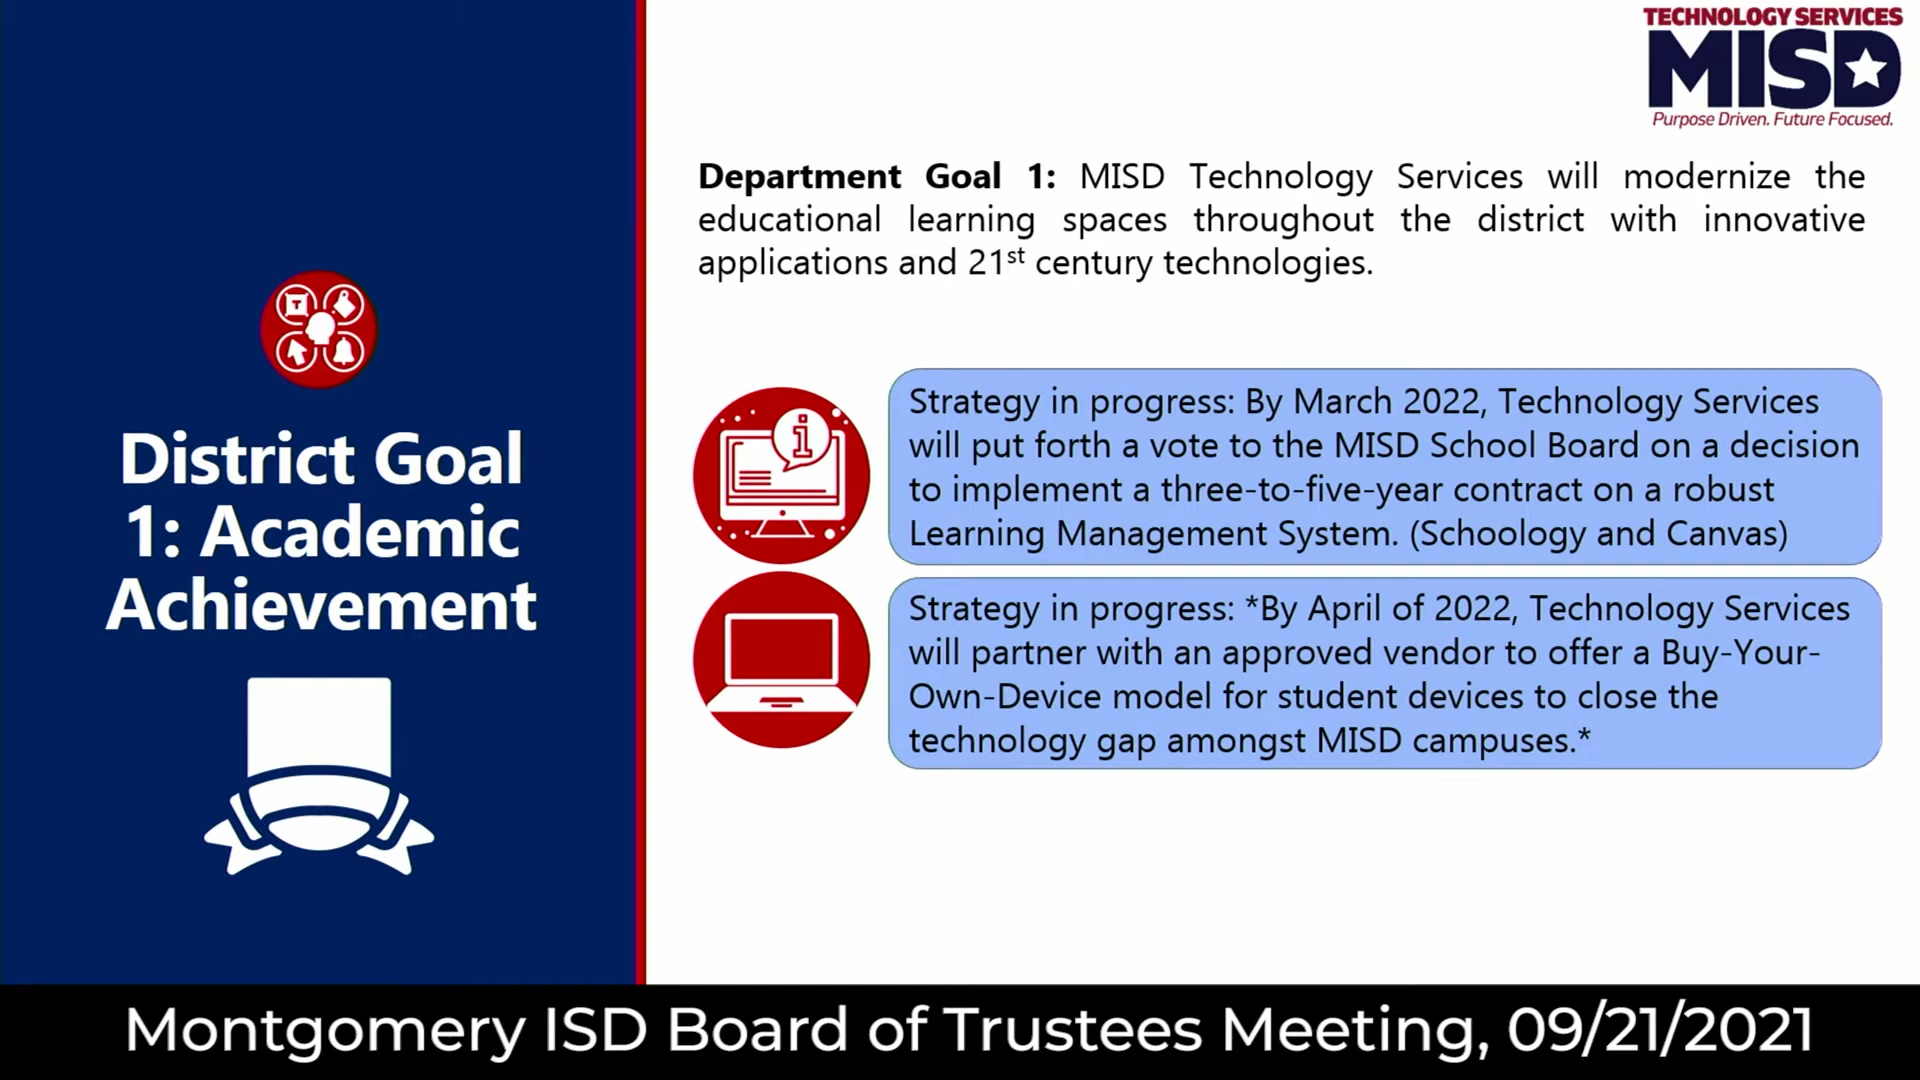 TECHNOLOGY SERVICES
MISD
Purpose Driven. Future Focused.
District Goal
1: Academic
Achievement
Department Goal 1: MISD Technology Services will modernize the
educational learning spaces throughout the district with innovative
applications and 21st century technologies.
Strategy in progress: By March 2022, Technology Services
will put forth a vote to the MISD School Board on a decision
to implement a three-to-five-year contract on a robust
Learning Management System. (Schoology and Canvas)
Strategy in progress: *By April of 2022, Technology Services
will partner with an approved vendor to offer a Buy-Your-
Own-Device model for student devices to close the
technology gap amongst MISD campuses.*
Montgomery ISD Board of Trustees Meeting, 09/21/2021